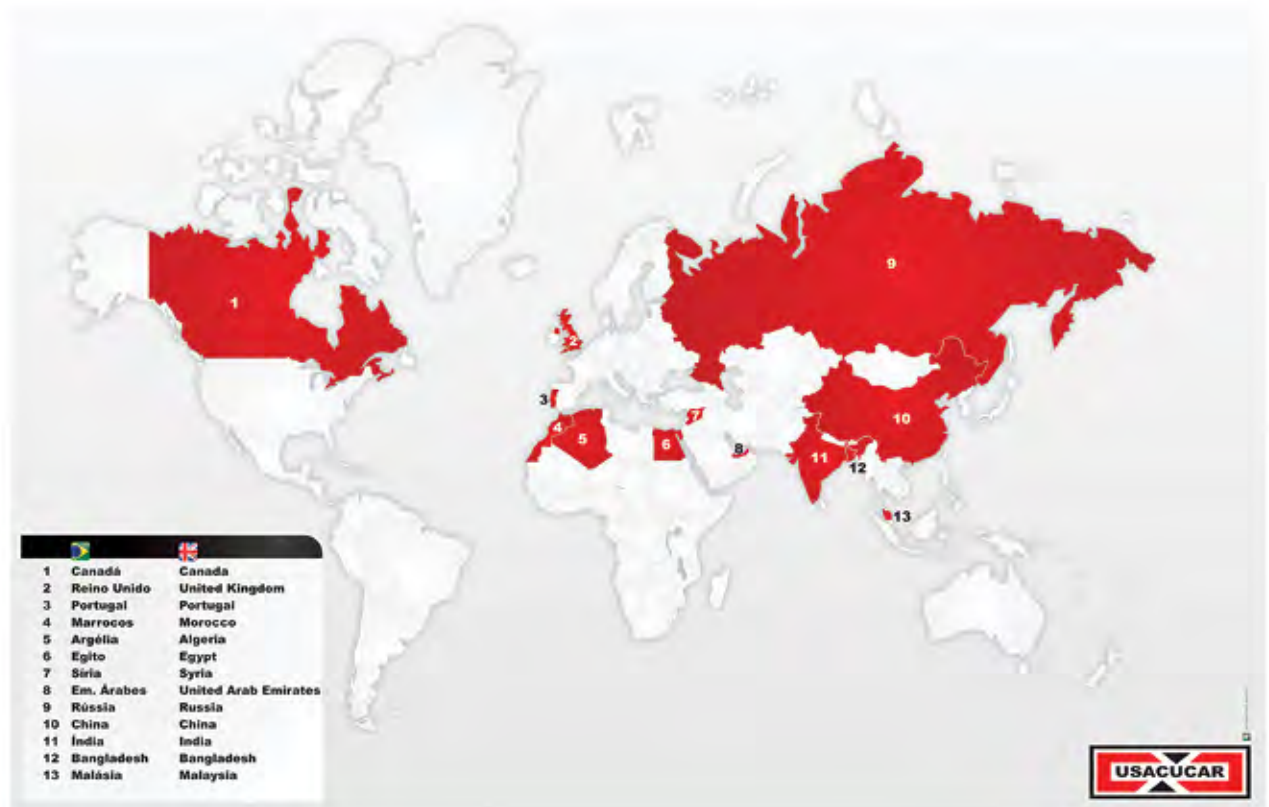 1
9
2
3
10
7
4
5
6
8
11
12
13
1 Canadá Canada
2 Reino Unido United Kingdom
3 Portugal Portugal
4 Marrocos Morocco
5 Argélia Algeria
6 Egito Egypt
7 Síria Syria
8 Em. Árabes United Arab Emirates
9 Rússia Russia
10 China China
11 Índia India
12 Bangladesh Bangladesh
13 Malásia Malaysia
USACUCAR